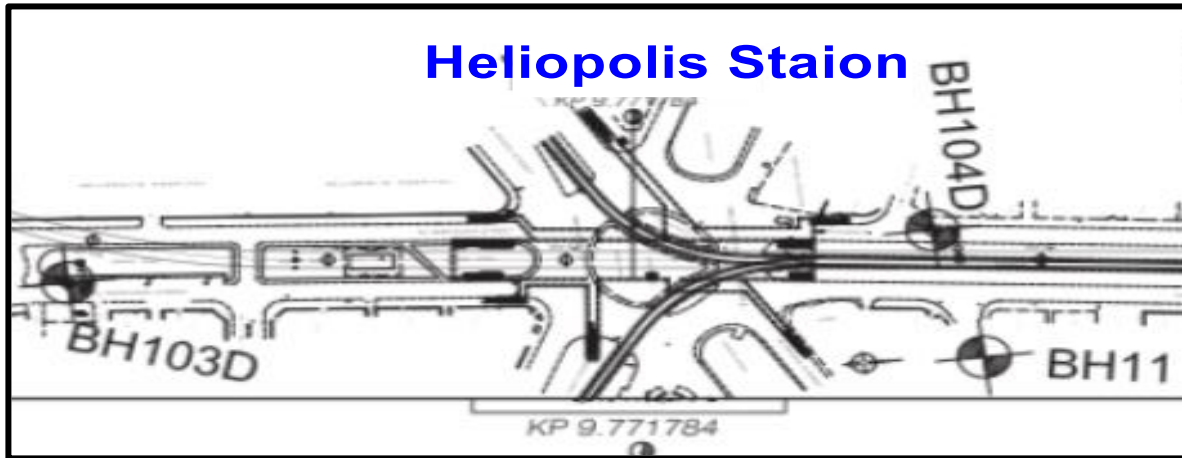 Heliopolis Staion
KP 9.771784
BH104D
BH103D
BH11
KP 9.771784